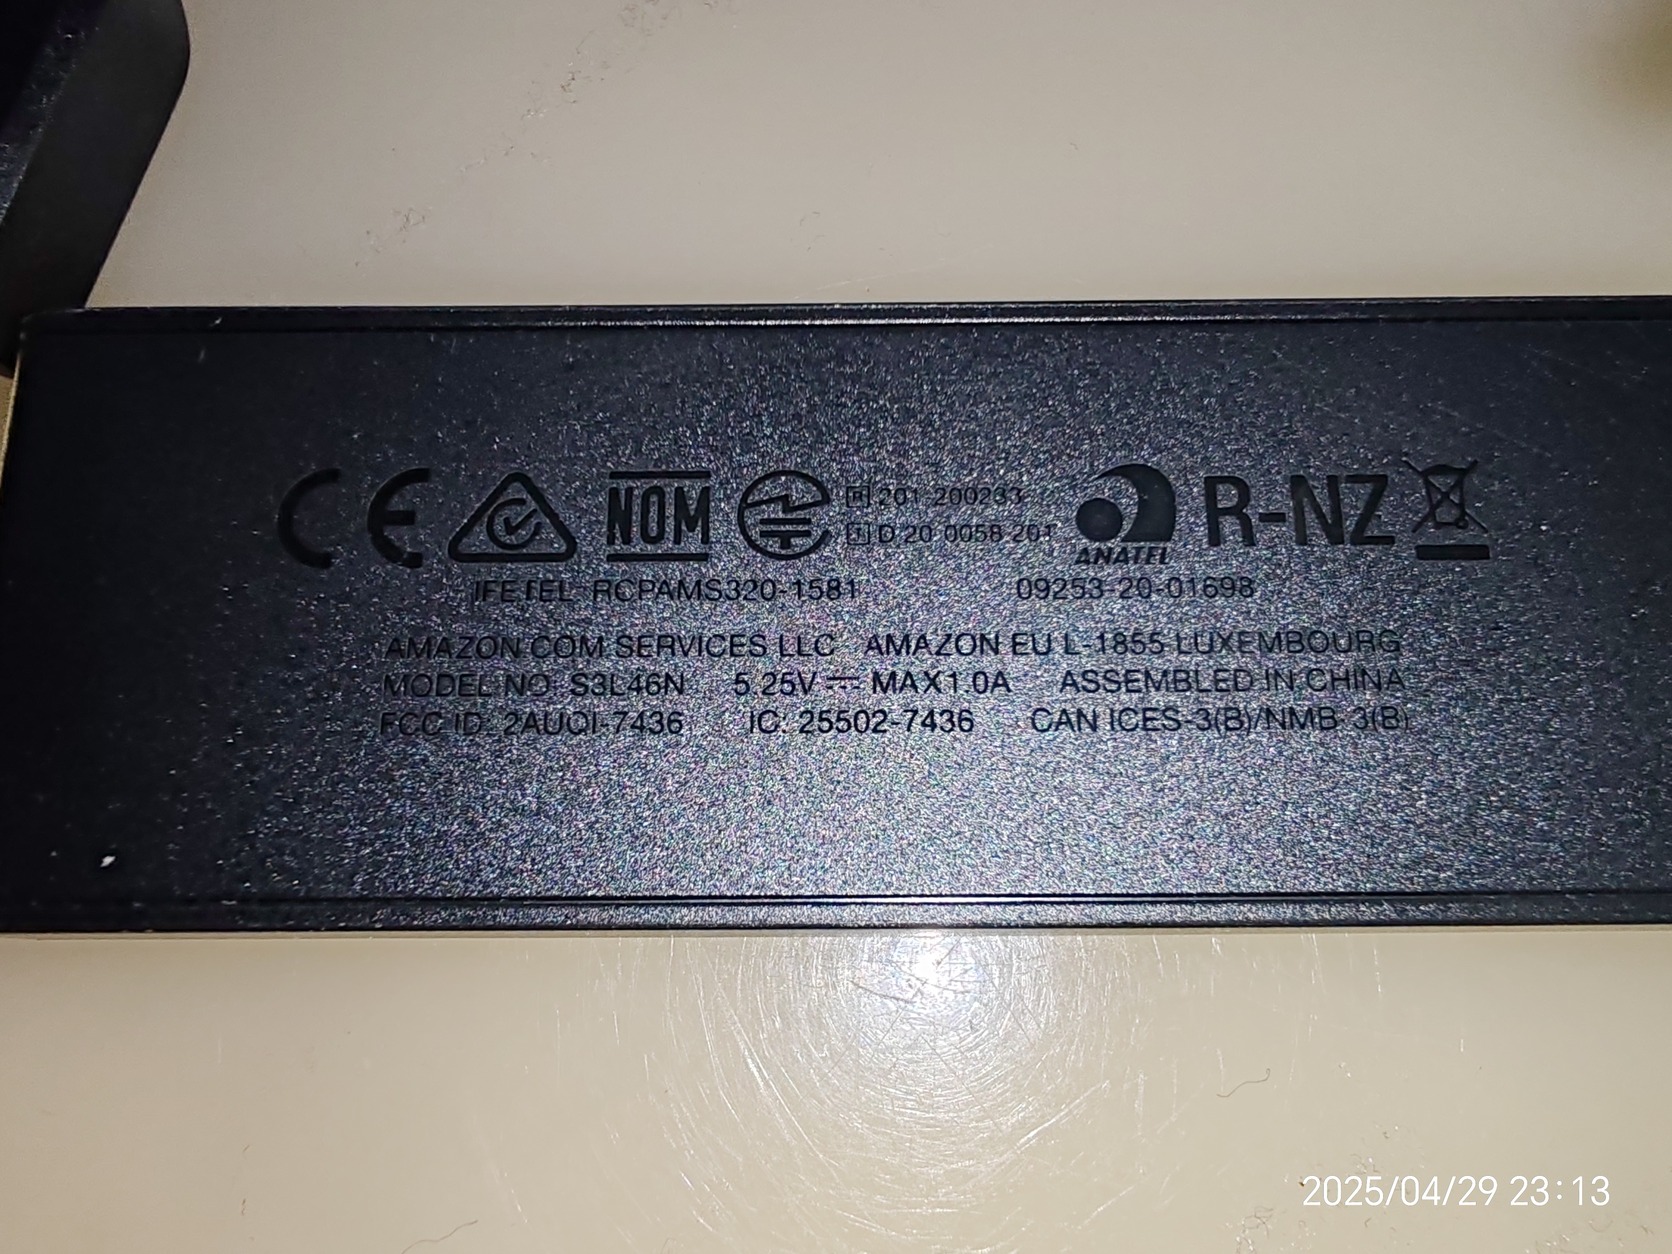 CE NOM R 201 200233 ANATEL R-NZ
J D 20 0058 201
IFETEL RCPAMS320-1581 09253-20-01698
AMAZON COM SERVICES LLC AMAZON EU L-1855 LUXEMBOURG
MODEL NO S3L46N 5.25V MAX1.0A ASSEMBLED IN CHINA
FCC ID: 2AUQI-7436 IC: 25502-7436 CAN ICES-3(B)/NMB-3(B)
2025/04/29 23:13